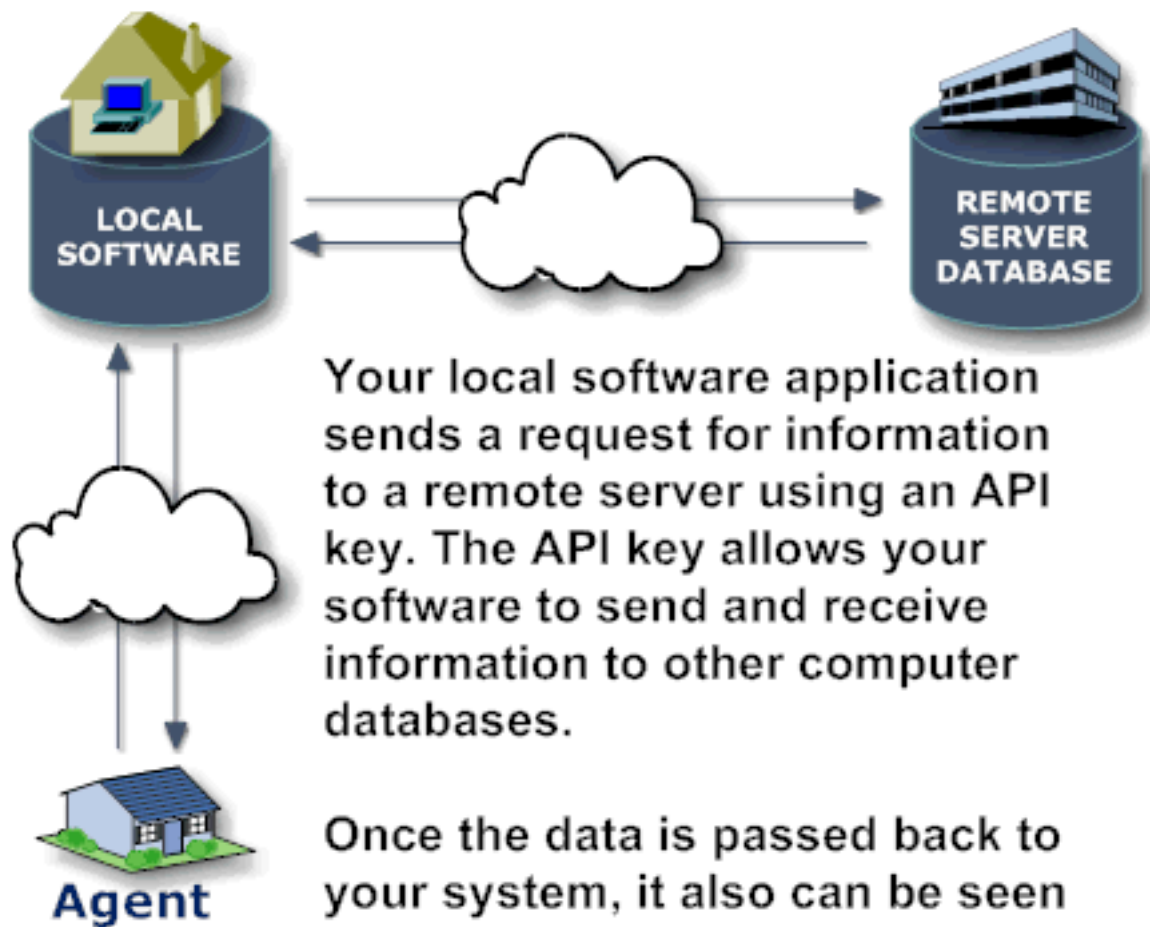 LOCAL
SOFTWARE
REMOTE
SERVER
DATABASE
Your local software application
sends a request for information
to a remote server using an API
key. The API key allows your
software to send and receive
information to other computer
databases.
Once the data is passed back to
your system, it also can be seen
Agent